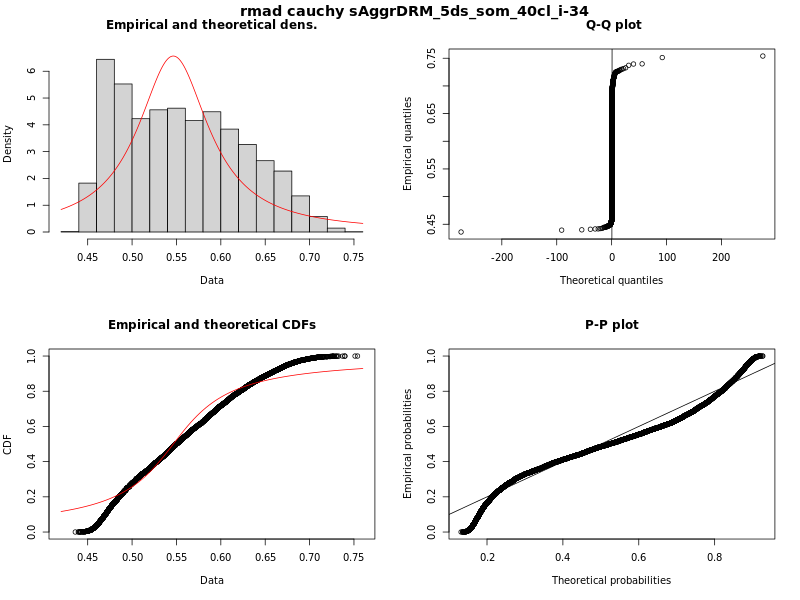 rmad cauchy sAggrDRM_5ds_som_40cl_i-34
Empirical and theoretical dens.
Density
0 1 2 3 4 5 6
0.45 0.50 0.55 0.60 0.65 0.70 0.75
Data
Q-Q plot
Empirical quantiles
0.45 0.55 0.65 0.75
-200 -100 0 100 200
Theoretical quantiles
Empirical and theoretical CDFs
CDF
0.0 0.2 0.4 0.6 0.8 1.0
0.45 0.50 0.55 0.60 0.65 0.70 0.75
Data
P-P plot
Empirical probabilities
0.0 0.2 0.4 0.6 0.8 1.0
0.2 0.4 0.6 0.8
Theoretical probabilities